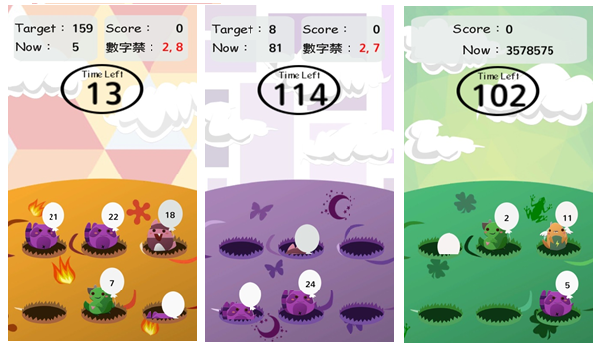 Target： 159 Score： 0
Now： 5 數字禁： 2, 8
Time Left
13
21
22
18
7
Target： 8 Score： 0
Now： 81 數字禁： 2, 7
Time Left
114
24
Score： 0
Now： 3578575
Time Left
102
2
11
5